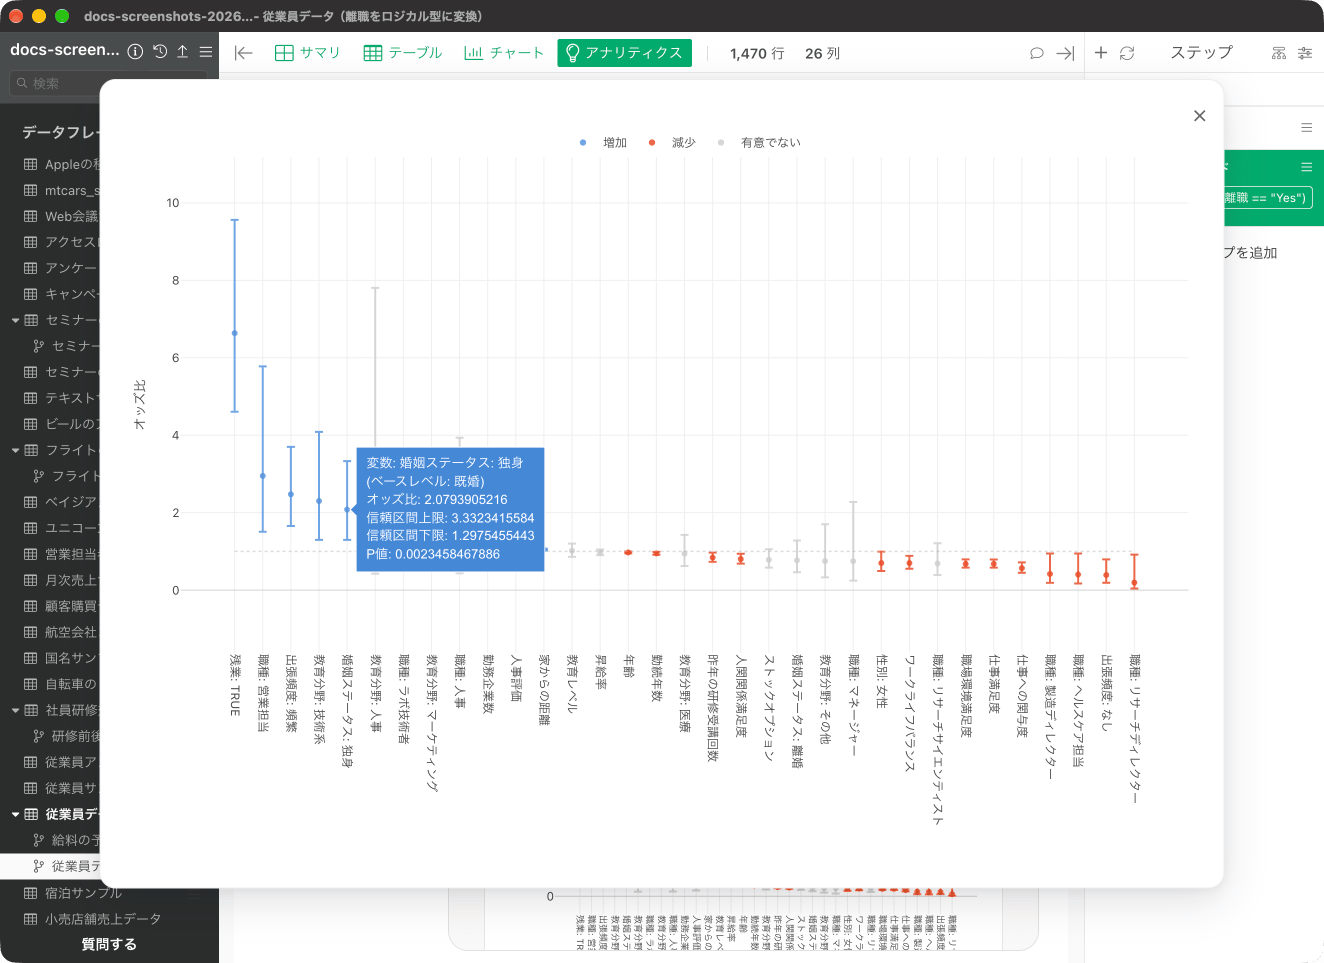 docs-screenshots-2026...- 従業員データ（離職をロジカル型に変換）
docs-screen...
サマリ
テーブル
チャート
アナリティクス
1,470 行
26 列
ステップ
検索
データフレー
Appleの
mtcars_s
Web会議
アクセス
アンケー
キャンペ
セミナー
セミナー
セミナー
テキスト
ビールの
フライト
フライト
ベイジア
ユニコー
営業担当
月次売上
顧客購買
航空会社
国名サン
自転車の
社員研修
研修前後
従業員ア
従業員サ
従業員デー
給料の予
従業員デ
宿泊サンプル
小売店舗売上データ
質問する
離職 == "Yes")
プを追加
増加
減少
有意でない
オッズ比
10
8
6
4
2
0
変数: 婚姻ステータス: 独身
(ベースレベル: 既婚)
オッズ比: 2.0793905216
信頼区間上限: 3.3323415584
信頼区間下限: 1.2975455443
P値: 0.0023458467886
残業: TRUE
職種: 営業担当
出張頻度: 頻繁
教育分野: 技術系
婚姻ステータス: 独身
教育分野: 人事
職種: ラボ技術者
教育分野: マーケティング
職種: 人事
勤務企業数
人事評価
家からの距離
教育レベル
昇給率
年齢
勤続年数
教育分野: 医療
昨年の研修受講回数
人間関係満足度
ストックオプション
婚姻ステータス: 離婚
教育分野: その他
職種: マネージャー
性別: 女性
ワークライフバランス
職種: リサーチサイエンティスト
職場環境満足度
仕事満足度
仕事への関与度
職種: 製造ディレクター
職種: ヘルスケア担当
出張頻度: なし
職種: リサーチディレクター
0